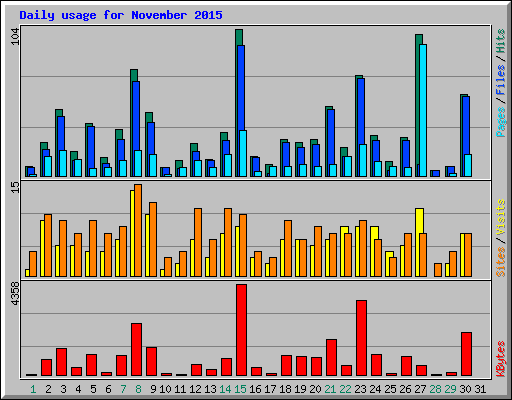 Daily usage for November 2015
104
Pages / Files / Hits
15
Sites / Visits
4358
KBytes
1 2 3 4 5 6 7 8 9 10 11 12 13 14 15 16 17 18 19 20 21 22 23 24 25 26 27 28 29 30 31